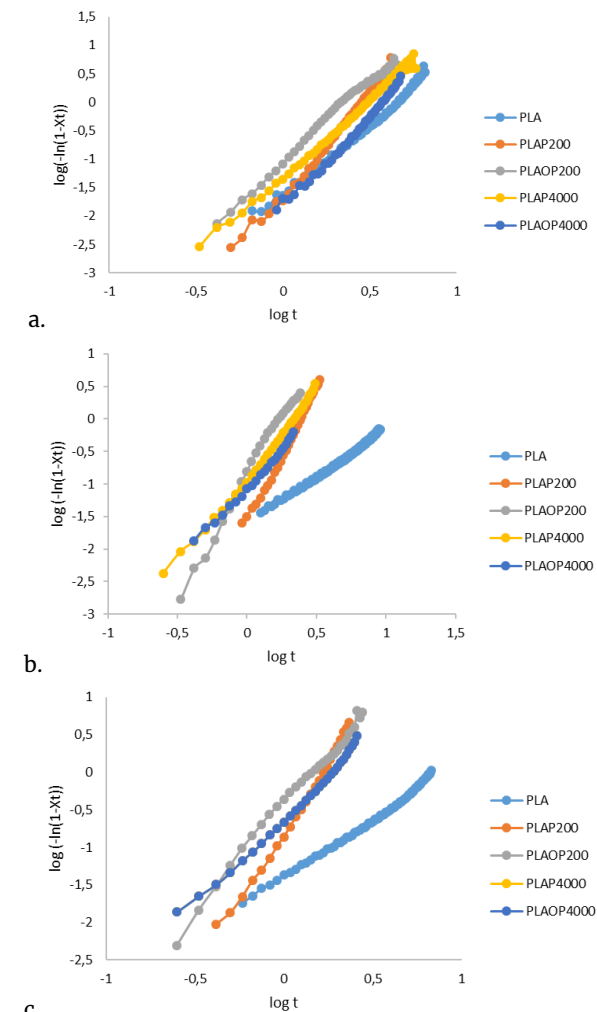 1,5
1
0,5
0
-0,5
-1
-1,5
-2
-2,5
-3
log(-ln(1-Xt))
-1
-0,5
0
0,5
1
log t
PLA
PLAP200
PLAOP200
PLAP4000
PLAOP4000
a.
1
0,5
0
-0,5
-1
-1,5
-2
-2,5
-3
log (-ln(1-Xt))
-1
-0,5
0
0,5
1
1,5
log t
PLA
PLAP200
PLAOP200
PLAP4000
PLAOP4000
b.
1
0,5
0
-0,5
-1
-1,5
-2
-2,5
log (-ln(1-Xt))
-1
-0,5
0
0,5
1
log t
PLA
PLAP200
PLAOP200
PLAP4000
PLAOP4000